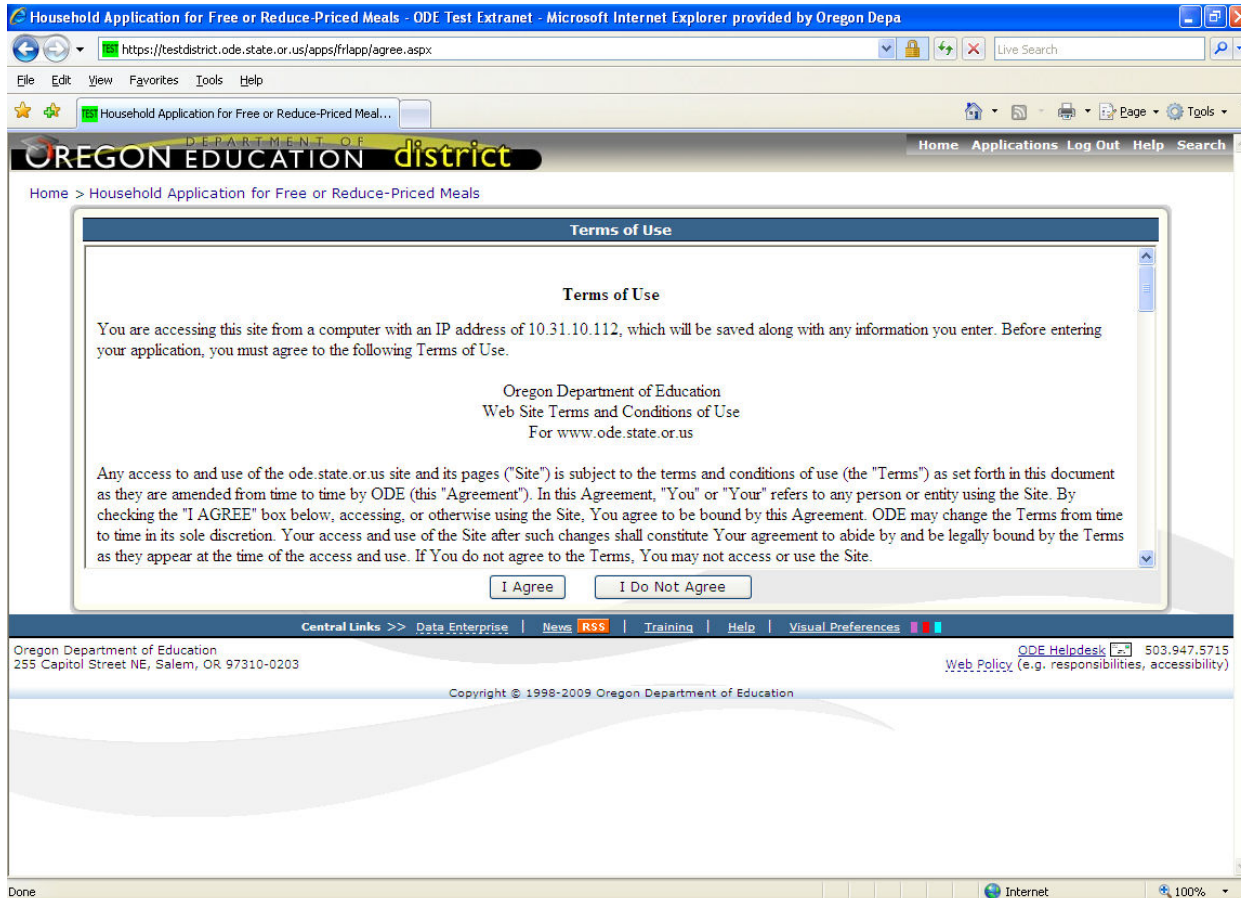 Household Application for Free or Reduce-Priced Meals - ODE Test Extranet - Microsoft Internet Explorer provided by Oregon Depa
TEST https://testdistrict.ode.state.or.us/apps/frlapp/agree.aspx
Live Search
File Edit View Favorites Tools Help
TEST Household Application for Free or Reduce-Priced Meal...
Page Tools
OREGON DEPARTMENT OF EDUCATION district
Home Applications Log Out Help Search
Home > Household Application for Free or Reduce-Priced Meals
Terms of Use
Terms of Use
You are accessing this site from a computer with an IP address of 10.31.10.112, which will be saved along with any information you enter. Before entering
your application, you must agree to the following Terms of Use.
Oregon Department of Education
Web Site Terms and Conditions of Use
For www.ode.state.or.us
Any access to and use of the ode.state.or.us site and its pages ("Site") is subject to the terms and conditions of use (the "Terms") as set forth in this document
as they are amended from time to time by ODE (this "Agreement"). In this Agreement, "You" or "Your" refers to any person or entity using the Site. By
checking the "I AGREE" box below, accessing, or otherwise using the Site, You agree to be bound by this Agreement. ODE may change the Terms from time
to time in its sole discretion. Your access and use of the Site after such changes shall constitute Your agreement to abide by and be legally bound by the Terms
as they appear at the time of the access and use. If You do not agree to the Terms, You may not access or use the Site.
I Agree I Do Not Agree
Central Links >> Data Enterprise | News RSS | Training | Help | Visual Preferences
Oregon Department of Education
255 Capitol Street NE, Salem, OR 97310-0203
ODE Helpdesk 503.947.5715
Web Policy (e.g. responsibilities, accessibility)
Copyright © 1998-2009 Oregon Department of Education
Done
Internet
100%